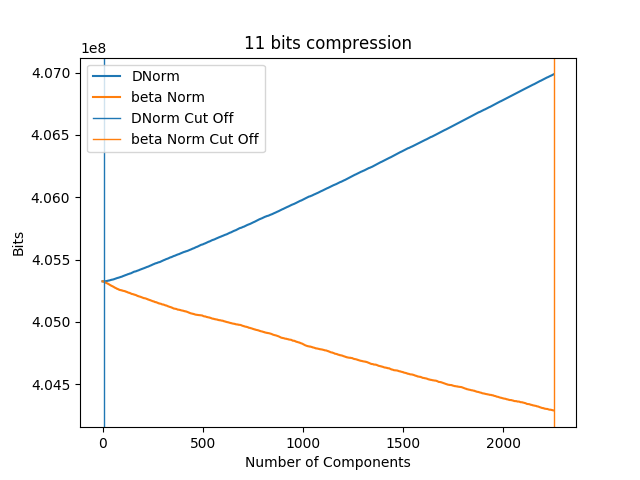 11 bits compression
1e8
4.070
4.065
4.060
4.055
4.050
4.045
Bits
DNorm
beta Norm
DNorm Cut Off
beta Norm Cut Off
0 500 1000 1500 2000
Number of Components